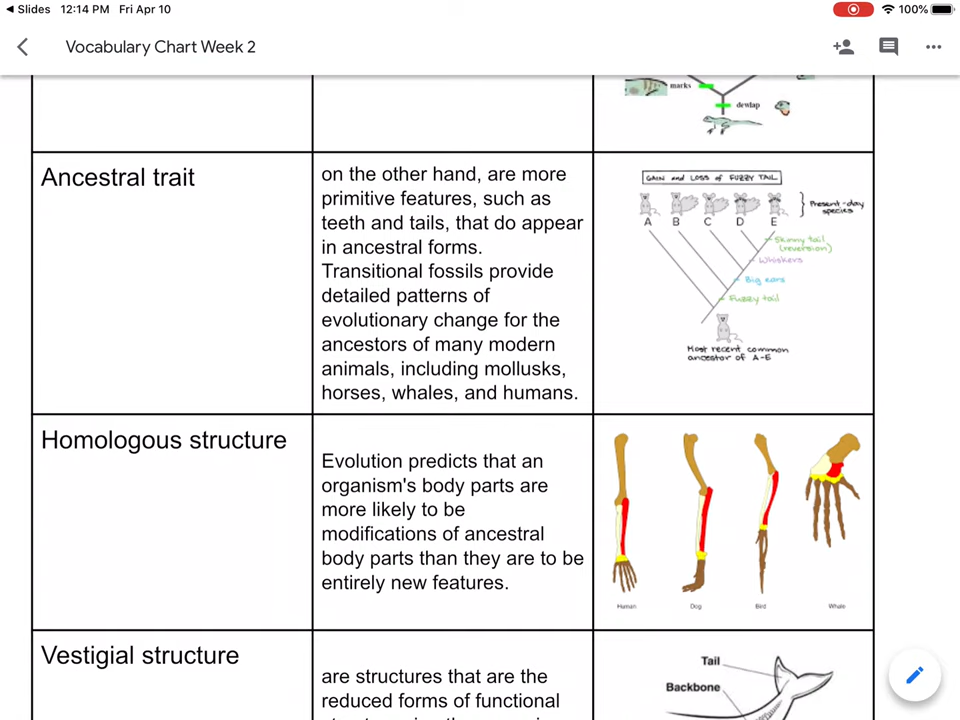 Slides 12:14 PM Fri Apr 10 100%
Vocabulary Chart Week 2
marks
dewlap
Ancestral trait
on the other hand, are more
primitive features, such as
teeth and tails, that do appear
in ancestral forms.
Transitional fossils provide
detailed patterns of
evolutionary change for the
ancestors of many modern
animals, including mollusks,
horses, whales, and humans.
GAIN and LOSS of FUZZY TAIL
Present-day
species
A B C D E
Skinny tail
(reversion)
Whiskers
Big ears
Fuzzy tail
Most recent common
ancestor of A-E
Homologous structure
Evolution predicts that an
organism's body parts are
more likely to be
modifications of ancestral
body parts than they are to be
entirely new features.
Human Dog Bird Whale
Vestigial structure
are structures that are the
reduced forms of functional
Tail
Backbone